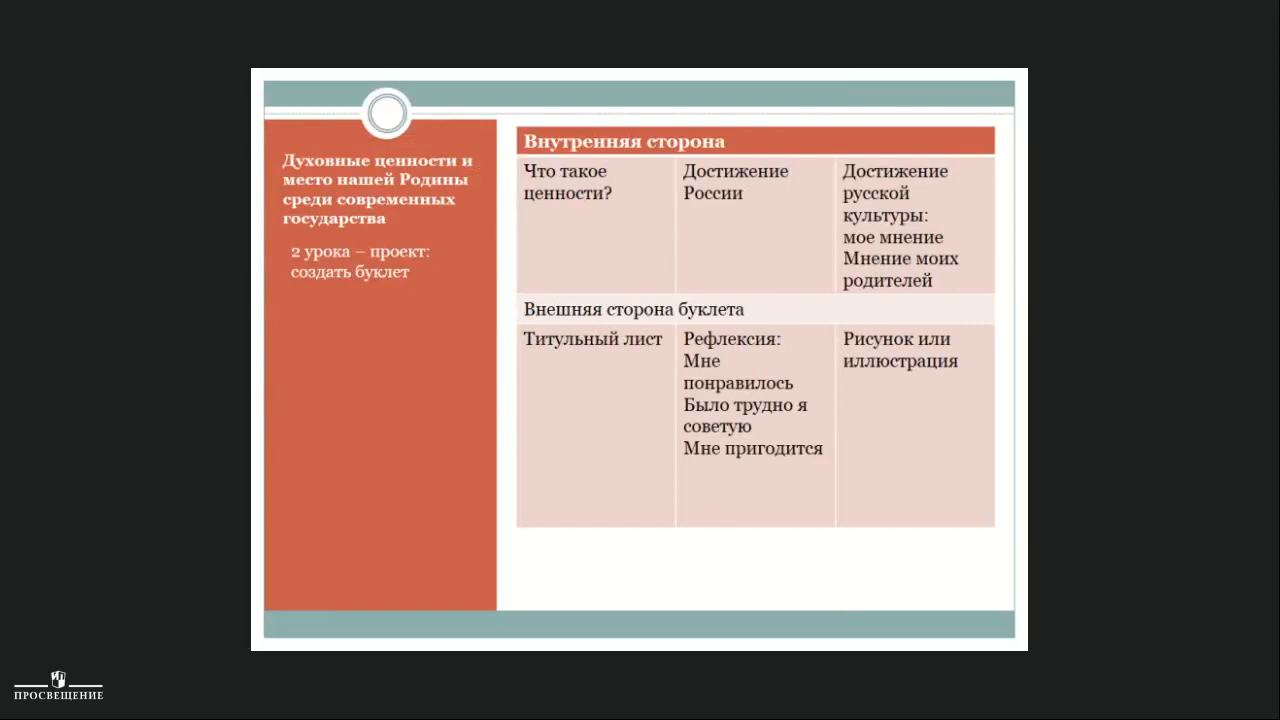 Духовные ценности и
место нашей Родины
среди современных
государства
2 урока – проект:
создать буклет
Внутренняя сторона
Что такое
ценности?
Достижение
России
Достижение
русской
культуры:
мое мнение
Мнение моих
родителей
Внешняя сторона буклета
Титульный лист
Рефлексия:
Мне
понравилось
Было трудно я
советую
Мне пригодится
Рисунок или
иллюстрация
ПРОСВЕЩЕНИЕ